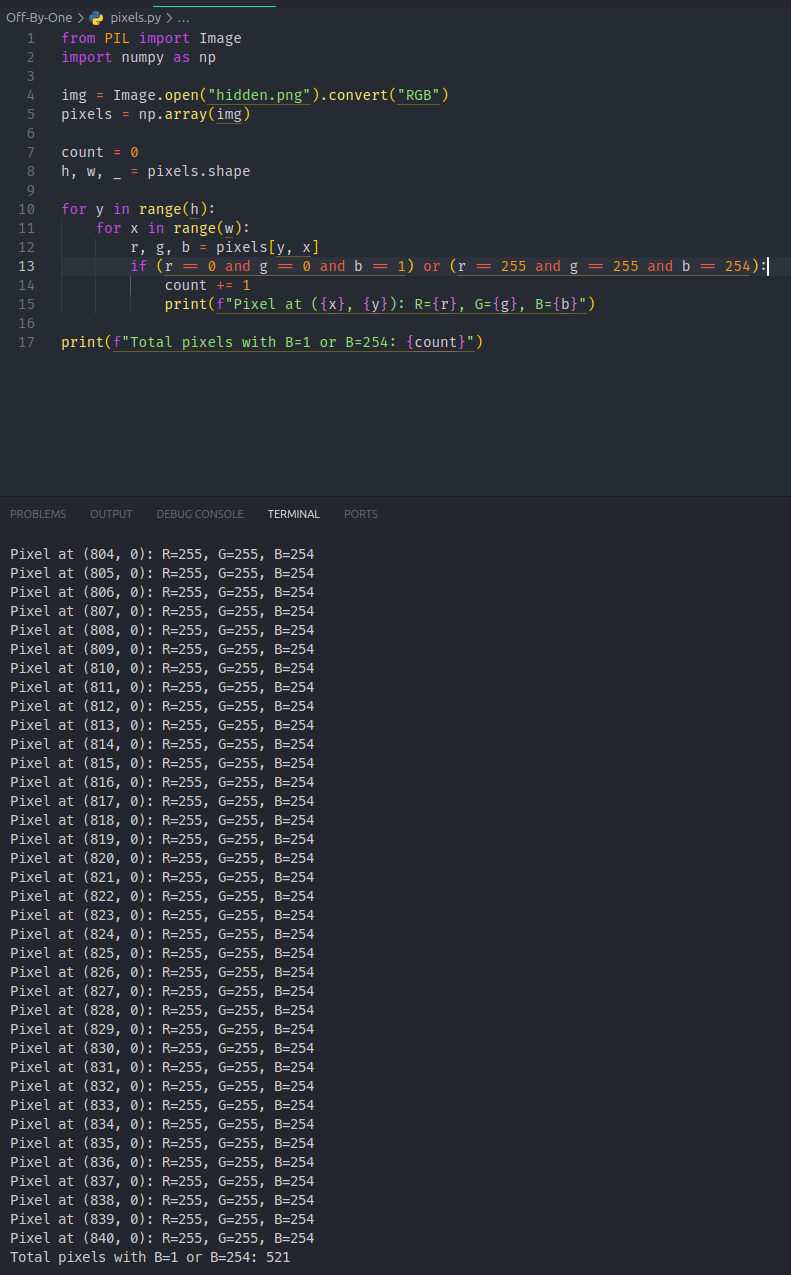 Off-By-One > pixels.py > ...
1 from PIL import Image
2 import numpy as np
3
4 img = Image.open("hidden.png").convert("RGB")
5 pixels = np.array(img)
6
7 count = 0
8 h, w, _ = pixels.shape
9
10 for y in range(h):
11     for x in range(w):
12         r, g, b = pixels[y, x]
13         if (r == 0 and g == 0 and b == 1) or (r == 255 and g == 255 and b == 254):
14             count += 1
15             print(f"Pixel at ({x}, {y}): R={r}, G={g}, B={b}")
16
17 print(f"Total pixels with B=1 or B=254: {count}")
PROBLEMS OUTPUT DEBUG CONSOLE TERMINAL PORTS
Pixel at (804, 0): R=255, G=255, B=254
Pixel at (805, 0): R=255, G=255, B=254
Pixel at (806, 0): R=255, G=255, B=254
Pixel at (807, 0): R=255, G=255, B=254
Pixel at (808, 0): R=255, G=255, B=254
Pixel at (809, 0): R=255, G=255, B=254
Pixel at (810, 0): R=255, G=255, B=254
Pixel at (811, 0): R=255, G=255, B=254
Pixel at (812, 0): R=255, G=255, B=254
Pixel at (813, 0): R=255, G=255, B=254
Pixel at (814, 0): R=255, G=255, B=254
Pixel at (815, 0): R=255, G=255, B=254
Pixel at (816, 0): R=255, G=255, B=254
Pixel at (817, 0): R=255, G=255, B=254
Pixel at (818, 0): R=255, G=255, B=254
Pixel at (819, 0): R=255, G=255, B=254
Pixel at (820, 0): R=255, G=255, B=254
Pixel at (821, 0): R=255, G=255, B=254
Pixel at (822, 0): R=255, G=255, B=254
Pixel at (823, 0): R=255, G=255, B=254
Pixel at (824, 0): R=255, G=255, B=254
Pixel at (825, 0): R=255, G=255, B=254
Pixel at (826, 0): R=255, G=255, B=254
Pixel at (827, 0): R=255, G=255, B=254
Pixel at (828, 0): R=255, G=255, B=254
Pixel at (829, 0): R=255, G=255, B=254
Pixel at (830, 0): R=255, G=255, B=254
Pixel at (831, 0): R=255, G=255, B=254
Pixel at (832, 0): R=255, G=255, B=254
Pixel at (833, 0): R=255, G=255, B=254
Pixel at (834, 0): R=255, G=255, B=254
Pixel at (835, 0): R=255, G=255, B=254
Pixel at (836, 0): R=255, G=255, B=254
Pixel at (837, 0): R=255, G=255, B=254
Pixel at (838, 0): R=255, G=255, B=254
Pixel at (839, 0): R=255, G=255, B=254
Pixel at (840, 0): R=255, G=255, B=254
Total pixels with B=1 or B=254: 521